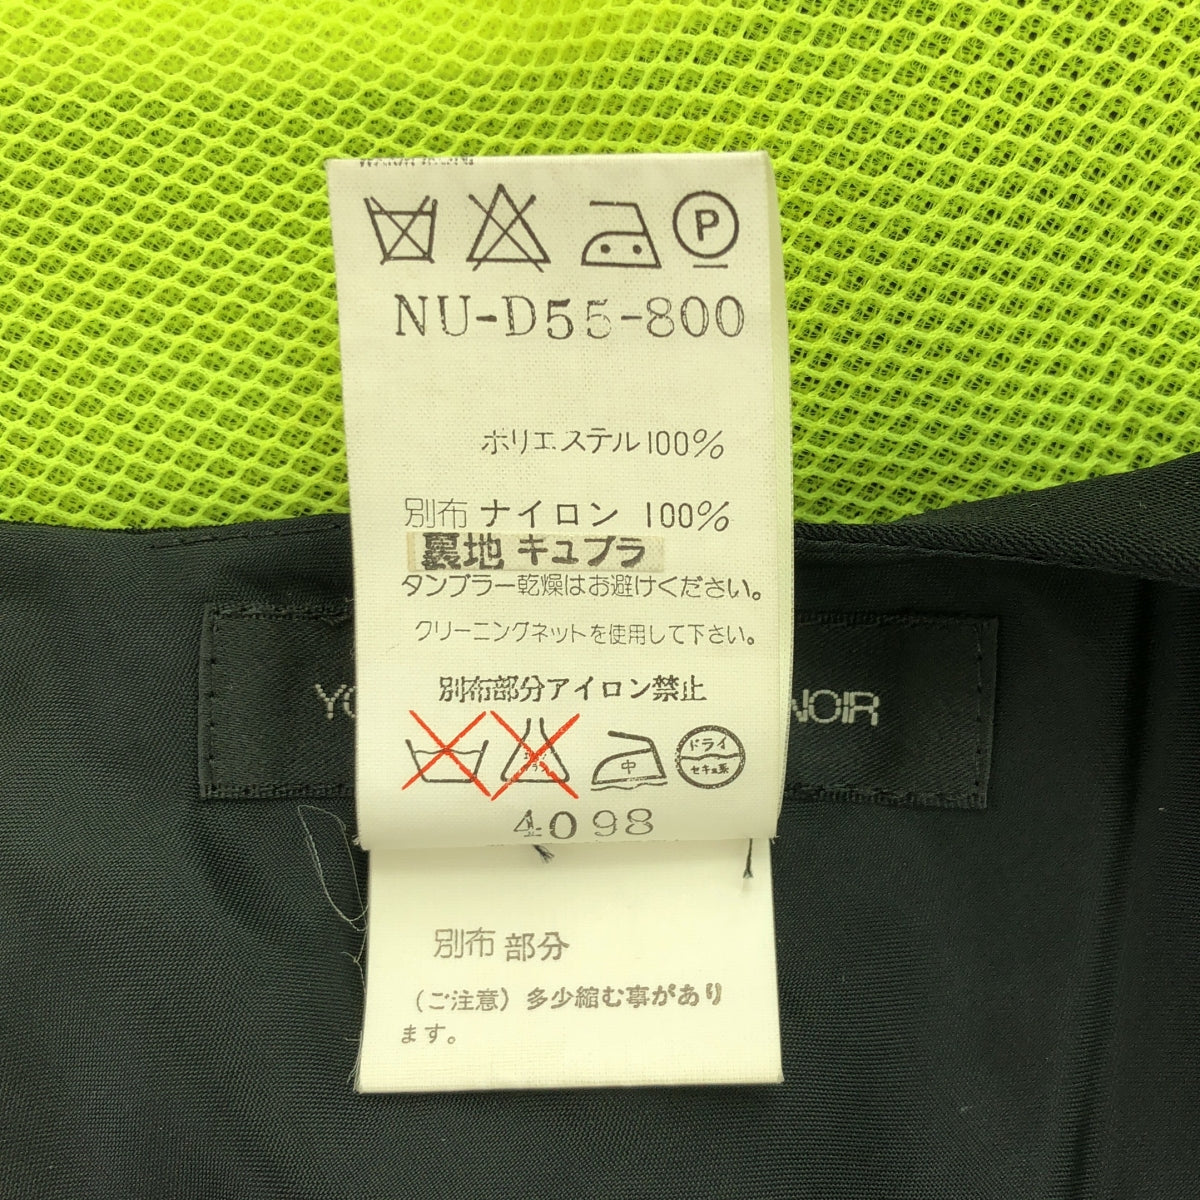 P
NU-D55-800
ポリエステル100%
別布 ナイロン 100%
裏地 キュプラ
タンブラー乾燥はお避けください。
クリーニングネットを使用して下さい。
別布部分アイロン禁止
中
ドライ
セキユ系
4098
NOIR
別布 部分
(ご注意) 多少縮む事があり
ます。